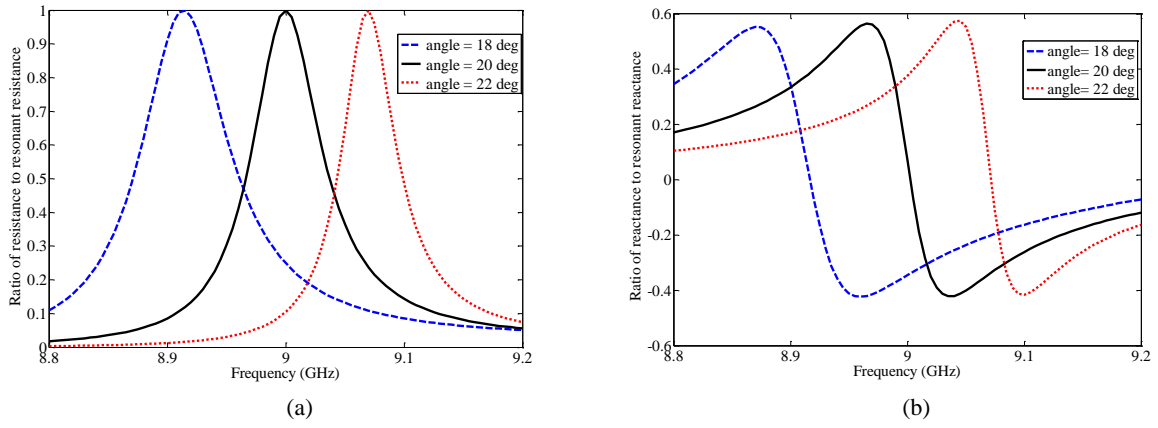 1
0.9
0.8
0.7
0.6
0.5
0.4
0.3
0.2
0.1
0
Ratio of resistance to resonant resistance
angle = 18 deg
angle = 20 deg
angle = 22 deg
8.8 8.9 9 9.1 9.2
Frequency (GHz)
(a)
0.6
0.4
0.2
0
-0.2
-0.4
-0.6
Ratio of reactance to resonant reactance
angle= 18 deg
angle= 20 deg
angle= 22 deg
8.8 8.9 9 9.1 9.2
Frequency (GHz)
(b)